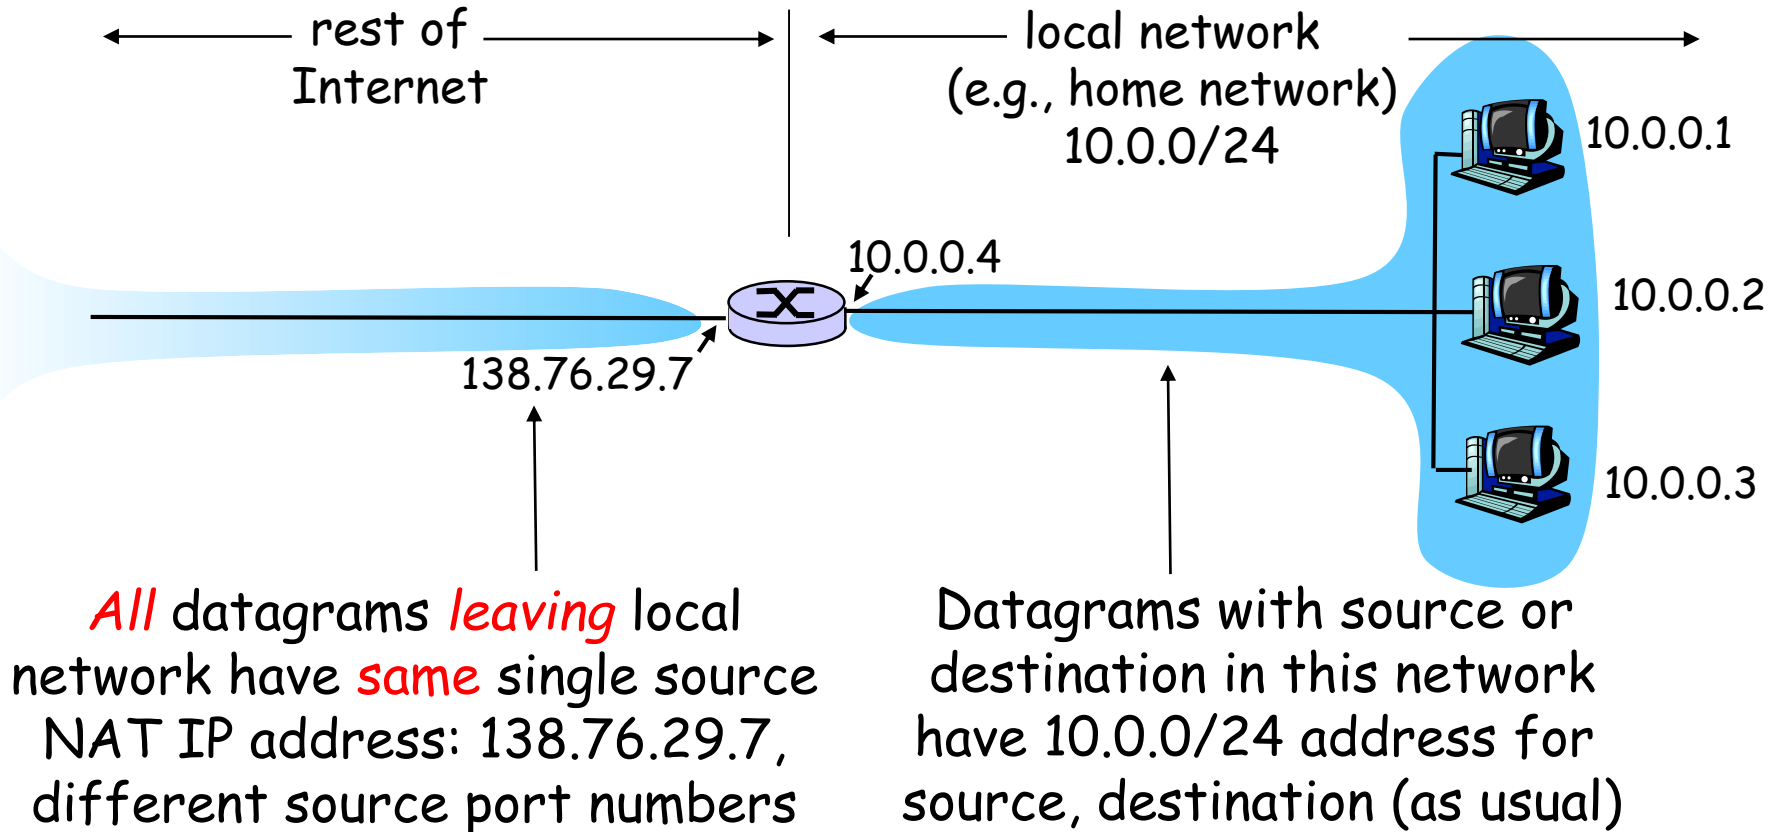 rest of
Internet
local network
(e.g., home network)
10.0.0/24
10.0.0.1
10.0.0.4
10.0.0.2
138.76.29.7
10.0.0.3
All datagrams leaving local
network have same single source
NAT IP address: 138.76.29.7,
different source port numbers
Datagrams with source or
destination in this network
have 10.0.0/24 address for
source, destination (as usual)